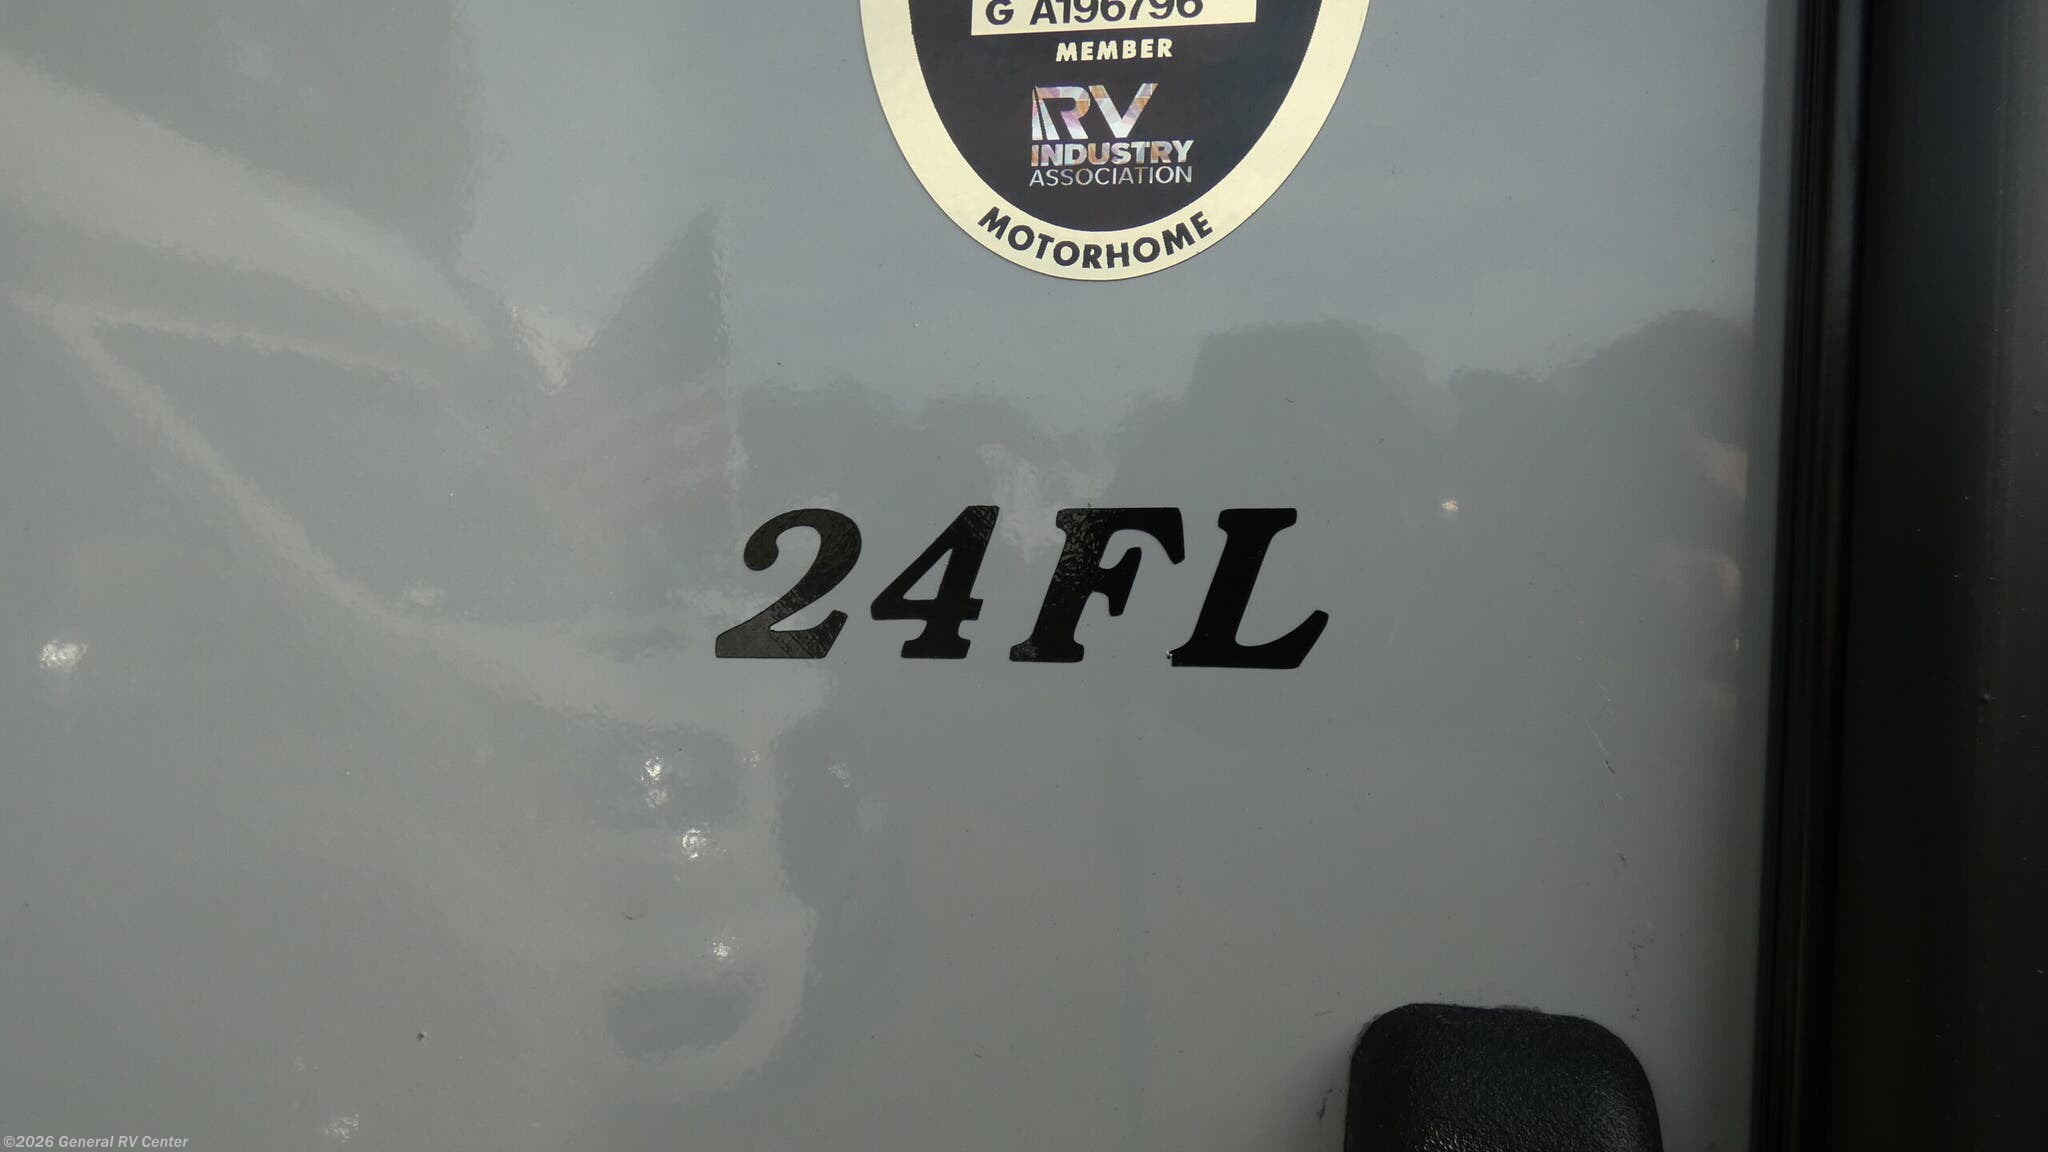 G A196796
MEMBER
RV
INDUSTRY
ASSOCIATION
MOTORHOME
24FL
©2026 General RV Center